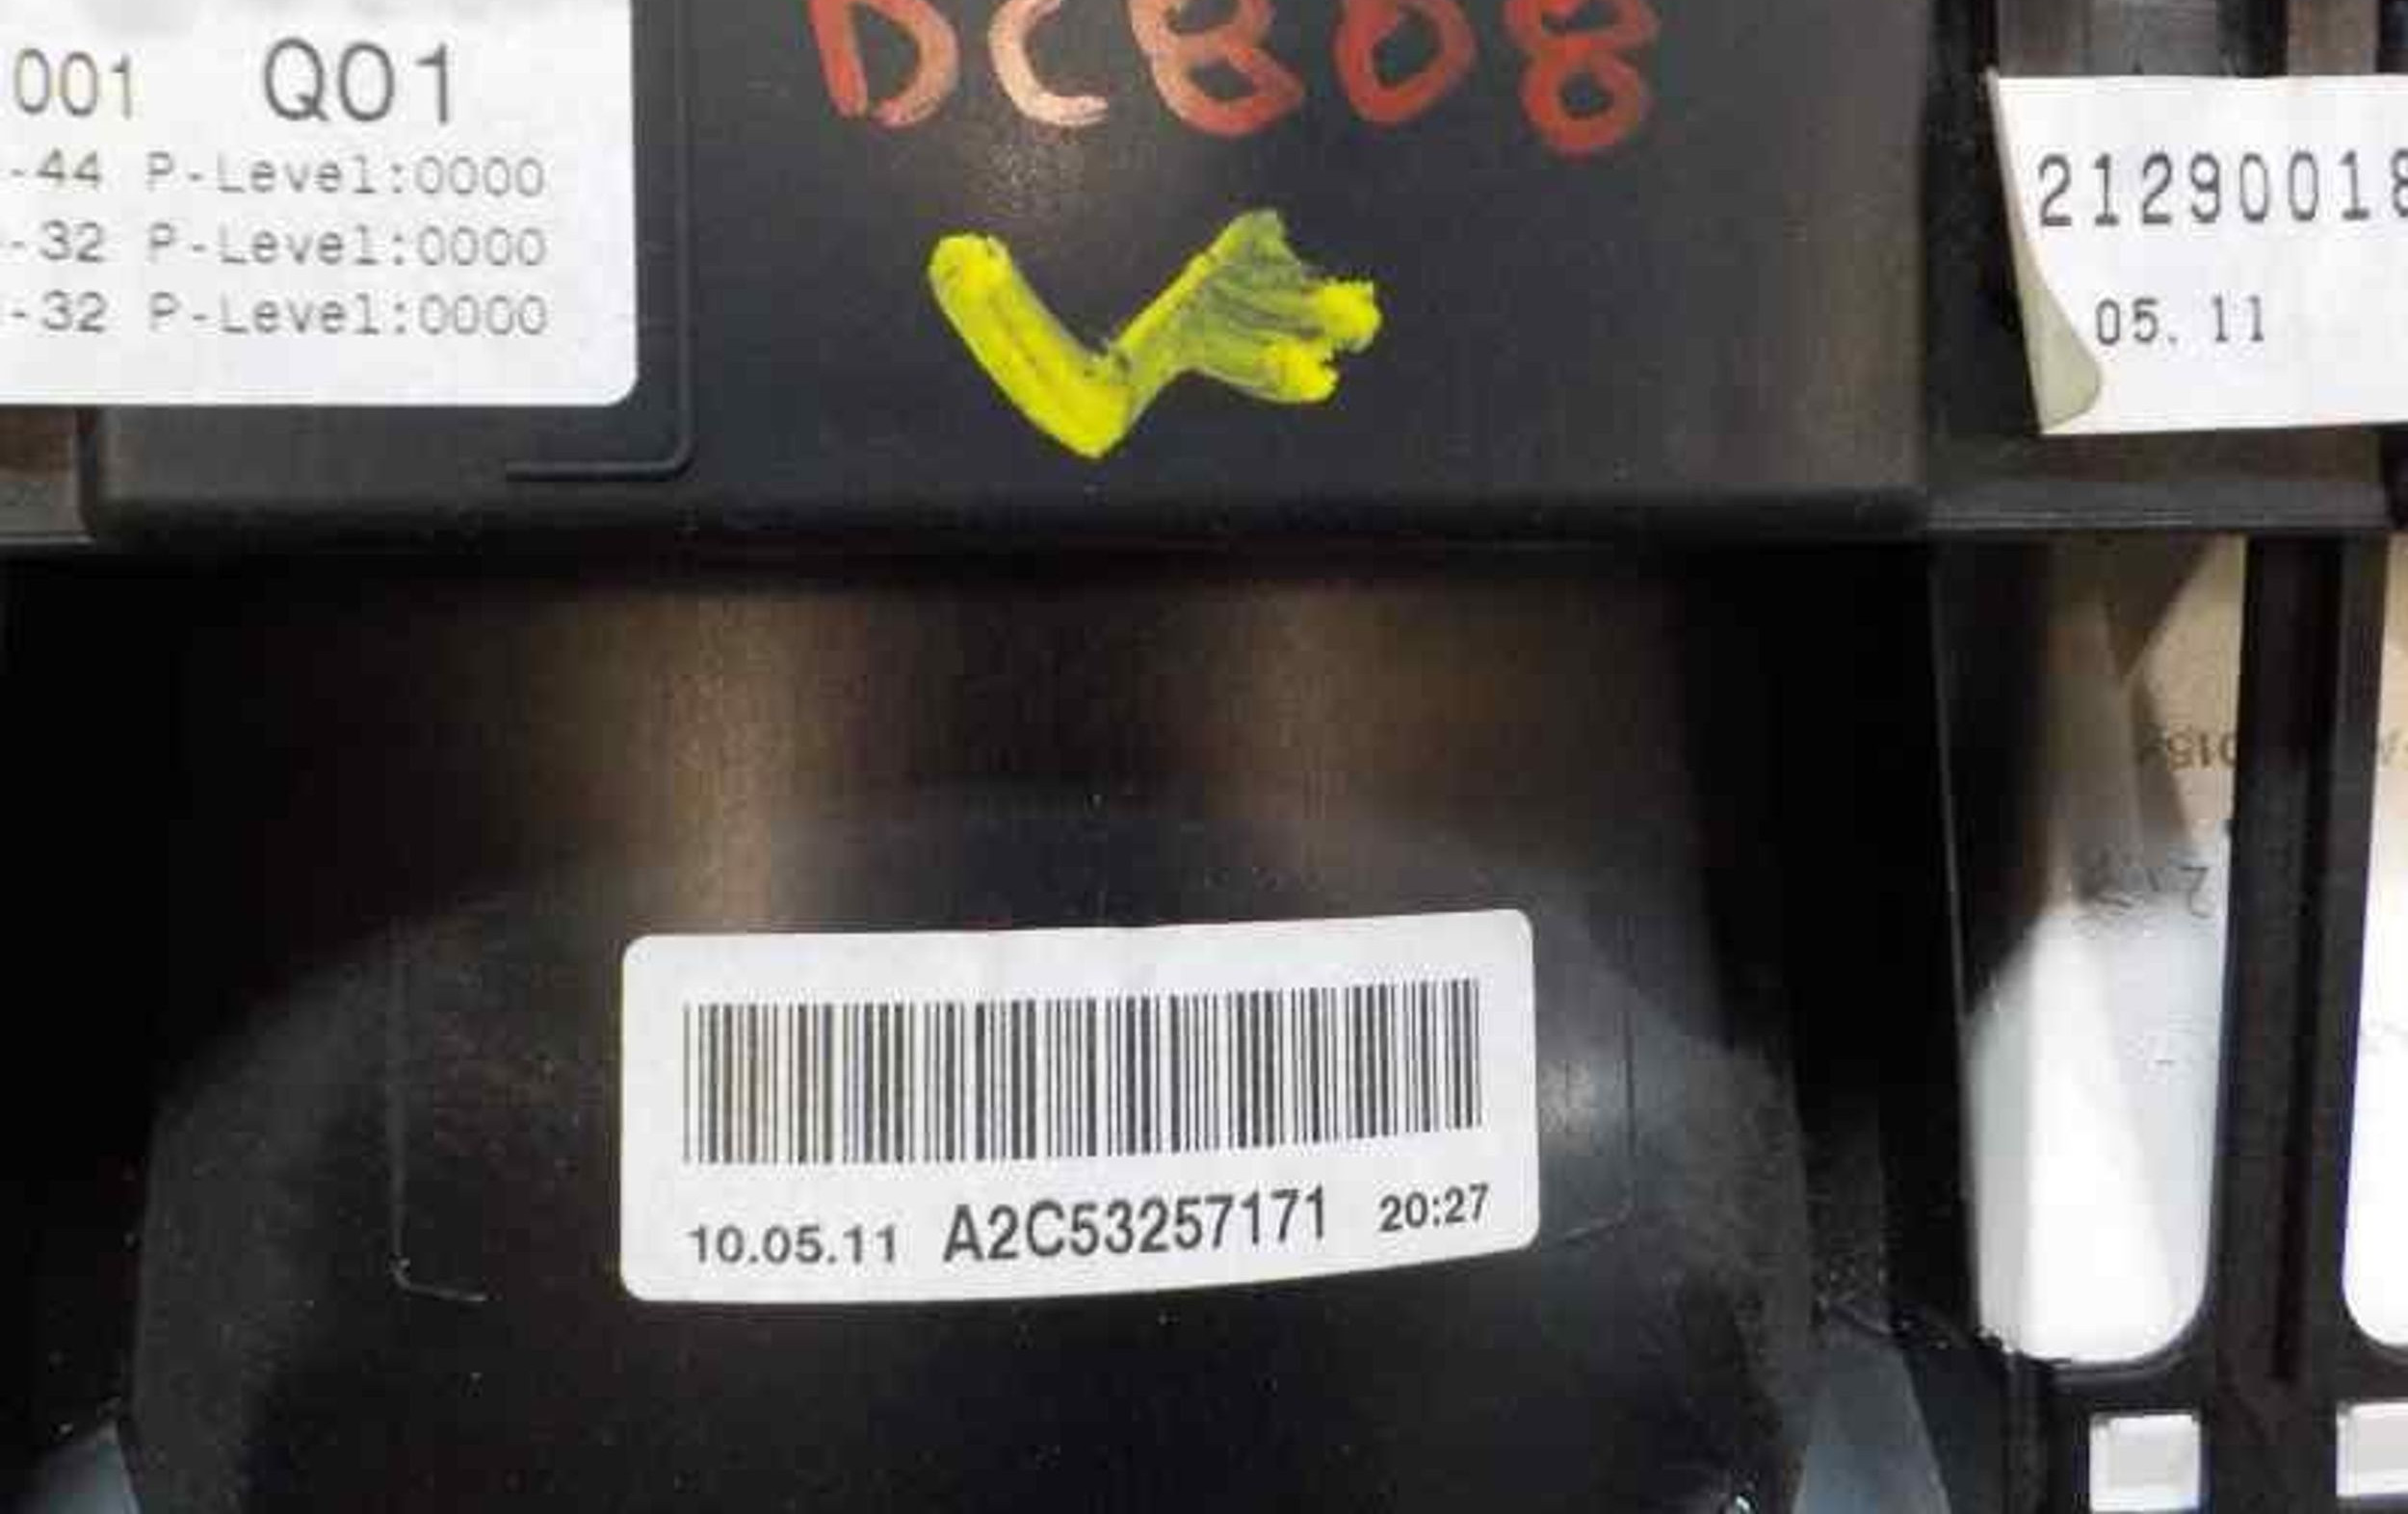 001 Q01
-44 P-Level:0000
-32 P-Level:0000
-32 P-Level:0000
DC808
21290018
05.11
10.05.11 A2C53257171 20:27